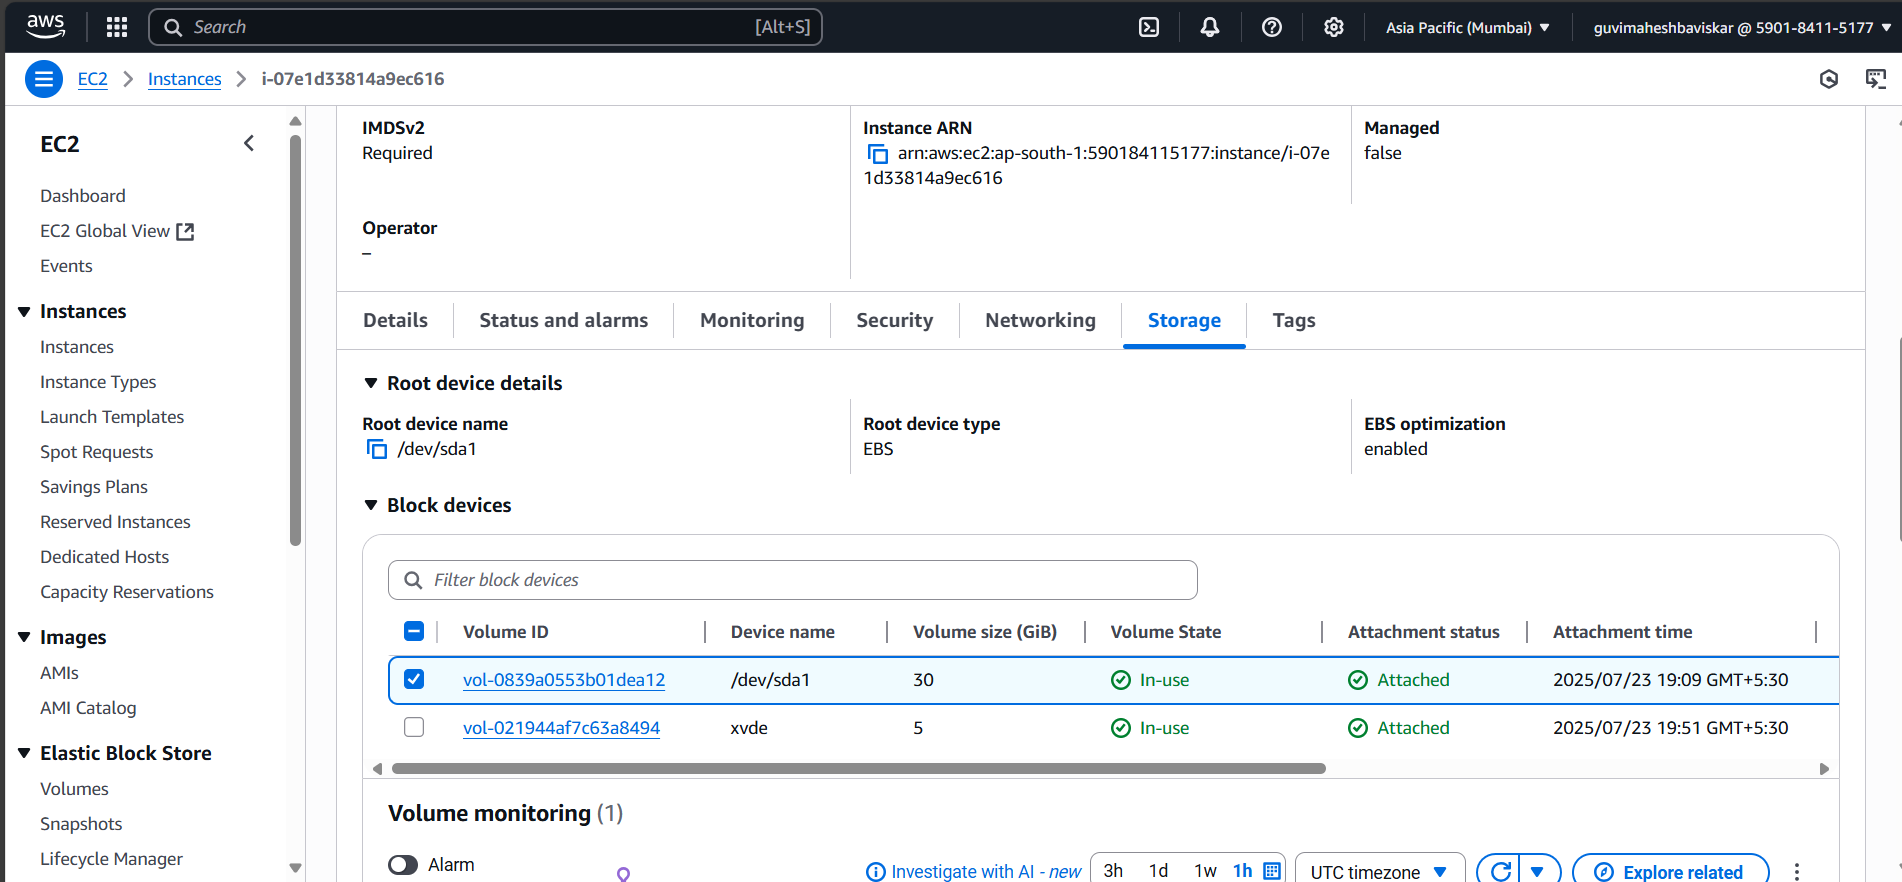 aws
Search [Alt+S] Asia Pacific (Mumbai) guvimaheshbaviskar @ 5901-8411-5177
EC2 Instances i-07e1d33814a9ec616
EC2
Dashboard
EC2 Global View
Events
Instances
Instances
Instance Types
Launch Templates
Spot Requests
Savings Plans
Reserved Instances
Dedicated Hosts
Capacity Reservations
Images
AMIs
AMI Catalog
Elastic Block Store
Volumes
Snapshots
Lifecycle Manager
IMDSv2
Required
Instance ARN
arn:aws:ec2:ap-south-1:590184115177:instance/i-07e
1d33814a9ec616
Managed
false
Operator
–
Details Status and alarms Monitoring Security Networking Storage Tags
Root device details
Root device name
/dev/sda1
Root device type
EBS
EBS optimization
enabled
Block devices
Filter block devices
Volume ID Device name Volume size (GiB) Volume State Attachment status Attachment time
vol-0839a0553b01dea12 /dev/sda1 30 In-use Attached 2025/07/23 19:09 GMT+5:30
vol-021944af7c63a8494 xvde 5 In-use Attached 2025/07/23 19:51 GMT+5:30
Volume monitoring (1)
Alarm Investigate with AI - new 3h 1d 1w 1h UTC timezone Explore related